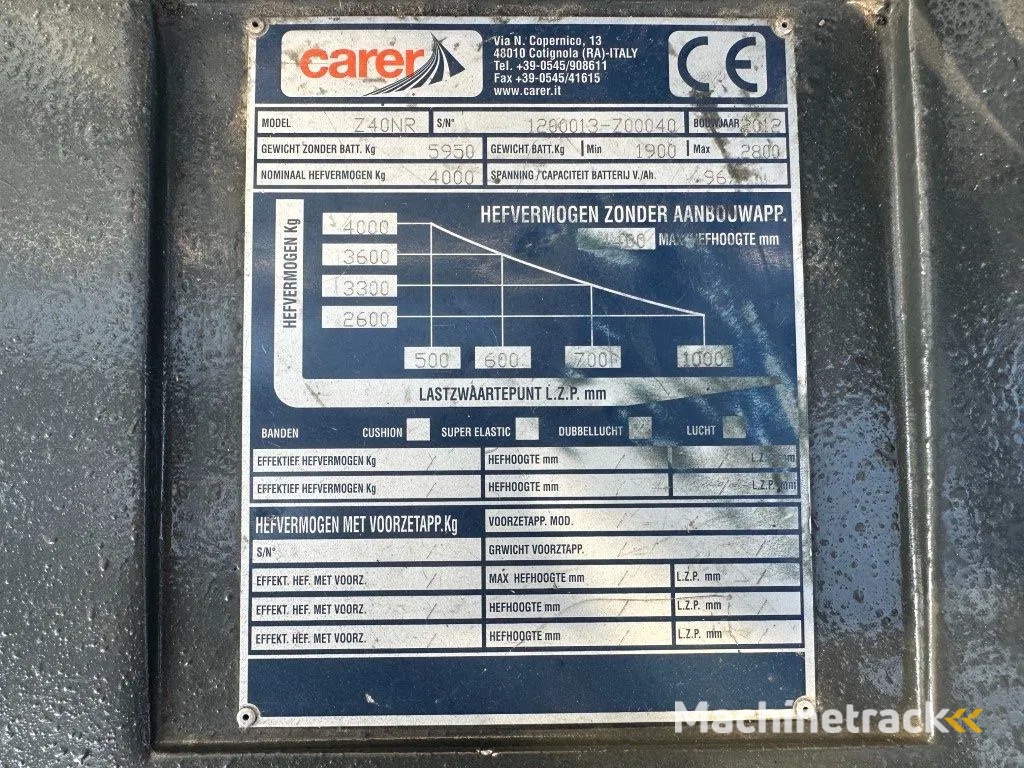 carer
Via N. Copernico, 13
48010 Cotignola (RA)-ITALY
Tel. +39-0545/908611
Fax +39-0545/41615
www.carer.it
CE
MODEL Z40NR S/N° 1200013-Z00040 BOUWJAAR 2012
GEWICHT ZONDER BATT. Kg 5950 GEWICHT BATT.Kg Min 1900 Max 2800
NOMINAAL HEFVERMOGEN Kg 4000 SPANNING/CAPACITEIT BATTERIJ V./Ah. 96
HEFVERMOGEN ZONDER AANBOUWAPP.
MAX HEFHOOGTE mm
HEFVERMOGEN Kg
4000
3600
3300
2600
500 600 700 1000
LASTZWAARTEPUNT L.Z.P. mm
BANDEN CUSHION SUPER ELASTIC DUBBELLUCHT LUCHT
EFFEKTIEF HEFVERMOGEN Kg / HEFHOOGTE mm / L.Z.P. mm
EFFEKTIEF HEFVERMOGEN Kg / HEFHOOGTE mm / L.Z.P. mm
HEFVERMOGEN MET VOORZETAPP.Kg VOORZETAPP. MOD. /
S/N° / GRWICHT VOORZTAPP. /
EFFEKT. HEF. MET VOORZ. / MAX HEFHOOGTE mm / L.Z.P. mm /
EFFEKT. HEF. MET VOORZ. / HEFHOOGTE mm / L.Z.P. mm /
EFFEKT. HEF. MET VOORZ. / HEFHOOGTE mm / L.Z.P. mm /
Machinetrack